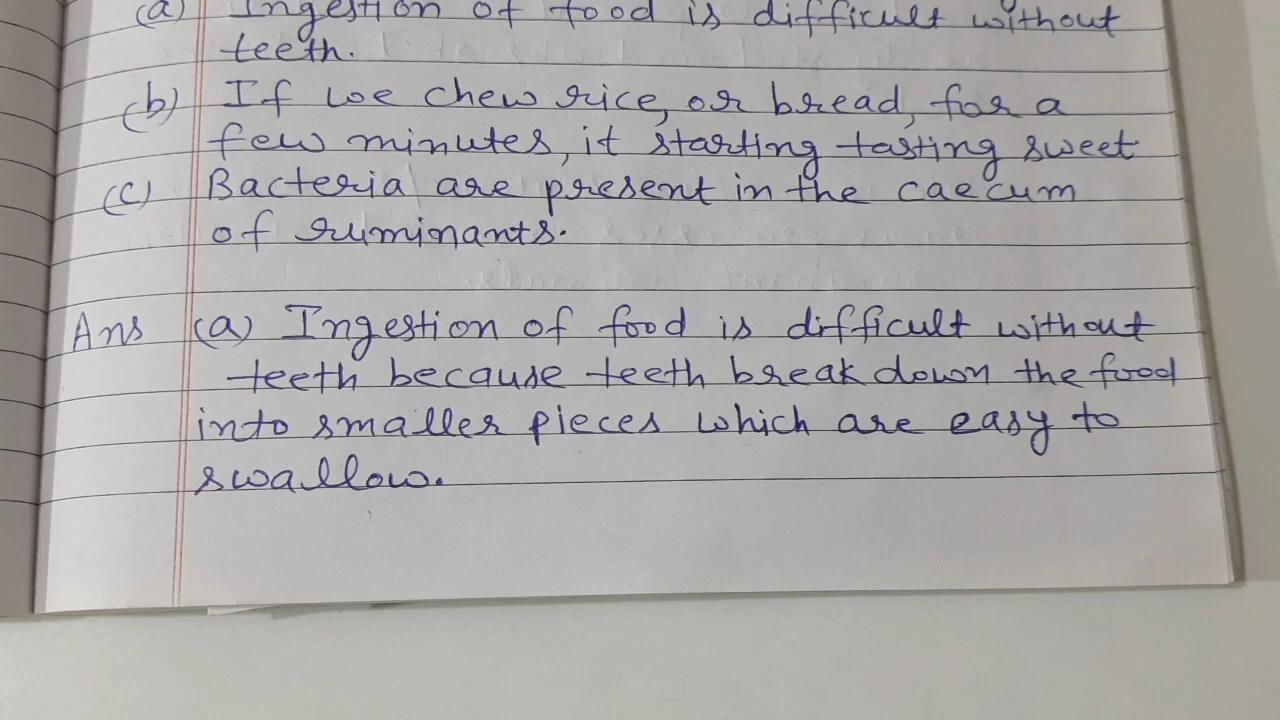 (a) Ingestion of food is difficult without
teeth.
(b) If we chew rice, or bread, for a
few minutes, it starting tasting sweet
(c) Bacteria are present in the caecum
of ruminants.
Ans (a) Ingestion of food is difficult without
teeth because teeth break down the food
into smaller pieces which are easy to
swallow.